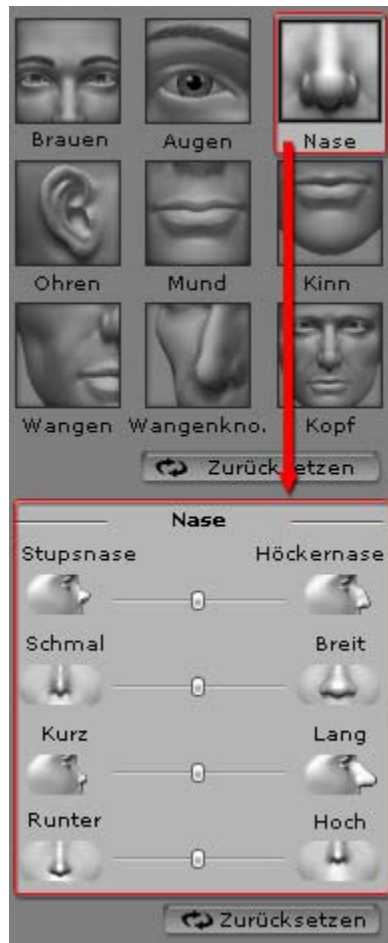 Brauen Augen Nase
Ohren Mund Kinn
Wangen Wangenkno. Kopf
Zurücksetzen
Nase
Stupsnase Höckernase
Schmal Breit
Kurz Lang
Runter Hoch
Zurücksetzen